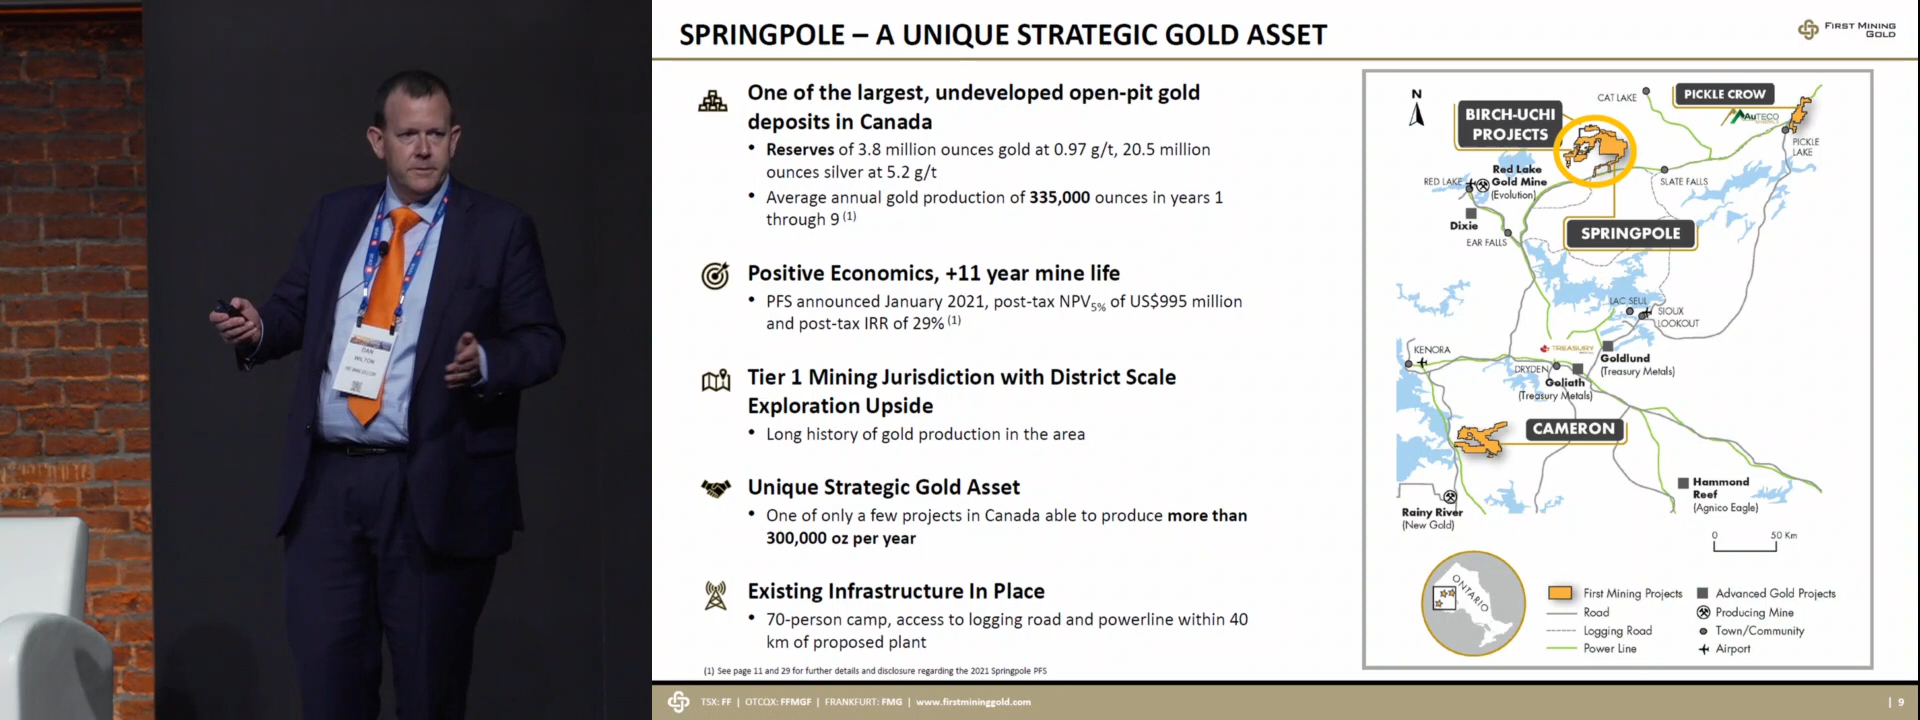 DAN
WILTON
SPRINGPOLE – A UNIQUE STRATEGIC GOLD ASSET
FIRST MINING
GOLD
One of the largest, undeveloped open-pit gold
deposits in Canada
• Reserves of 3.8 million ounces gold at 0.97 g/t, 20.5 million
ounces silver at 5.2 g/t
• Average annual gold production of 335,000 ounces in years 1
through 9 (1)
Positive Economics, +11 year mine life
• PFS announced January 2021, post-tax NPV5% of US$995 million
and post-tax IRR of 29% (1)
Tier 1 Mining Jurisdiction with District Scale
Exploration Upside
• Long history of gold production in the area
Unique Strategic Gold Asset
• One of only a few projects in Canada able to produce more than
300,000 oz per year
Existing Infrastructure In Place
• 70-person camp, access to logging road and powerline within 40
km of proposed plant
(1) See page 11 and 29 for further details and disclosure regarding the 2021 Springpole PFS
N
CAT LAKE
PICKLE CROW
BIRCH-UCHI
PROJECTS
AUTECO
PICKLE
LAKE
Red Lake
Gold Mine
(Evolution)
RED LAKE
SLATE FALLS
Dixie
EAR FALLS
SPRINGPOLE
LAC SEUL
SIOUX
LOOKOUT
KENORA
TREASURY
Goldlund
(Treasury Metals)
DRYDEN
Goliath
(Treasury Metals)
CAMERON
Hammond
Reef
(Agnico Eagle)
Rainy River
(New Gold)
0 50 Km
ONTARIO
First Mining Projects
Road
Logging Road
Power Line
Advanced Gold Projects
Producing Mine
Town/Community
Airport
TSX: FF | OTCQX: FFMGF | FRANKFURT: FMG | www.firstmininggold.com
| 9